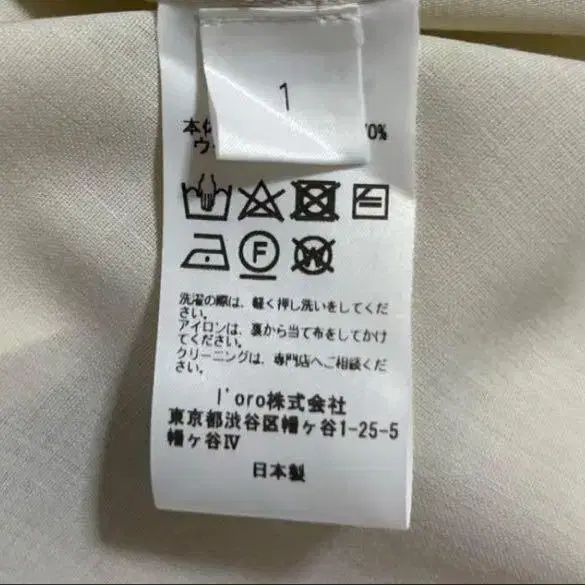 1
本体
0%
ウ
F
W
洗濯の際は、軽く押し洗いをしてくだ
さい。
アイロンは、裏から当て布をしてかけ
てください。
クリーニングは、専門店へご相談くだ
さい。
l'oro株式会社
東京都渋谷区幡ヶ谷1-25-5
幡ヶ谷Ⅳ
日本製